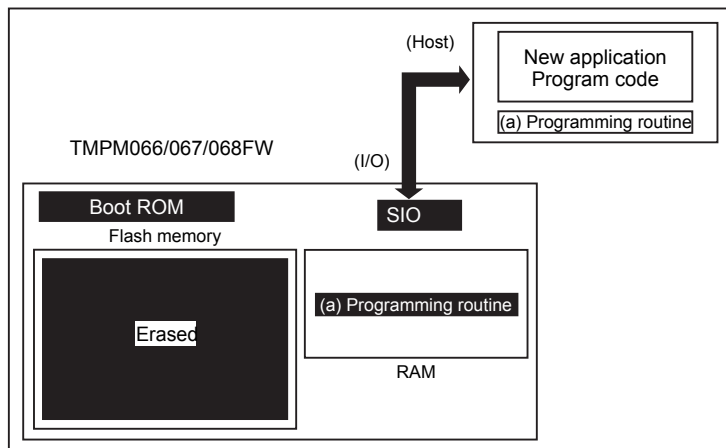 (Host)
New application
Program code
(a) Programming routine
TMPM066/067/068FW
(I/O)
Boot ROM
SIO
Flash memory
(a) Programming routine
Erased
RAM